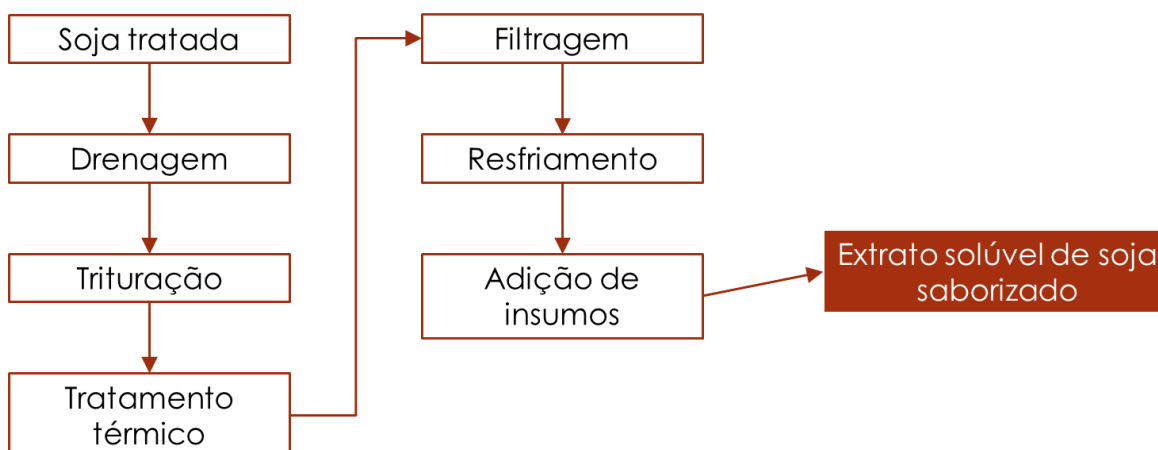 Soja tratada
Drenagem
Trituração
Tratamento
térmico
Filtragem
Resfriamento
Adição de
insumos
Extrato solúvel de soja
saborizado